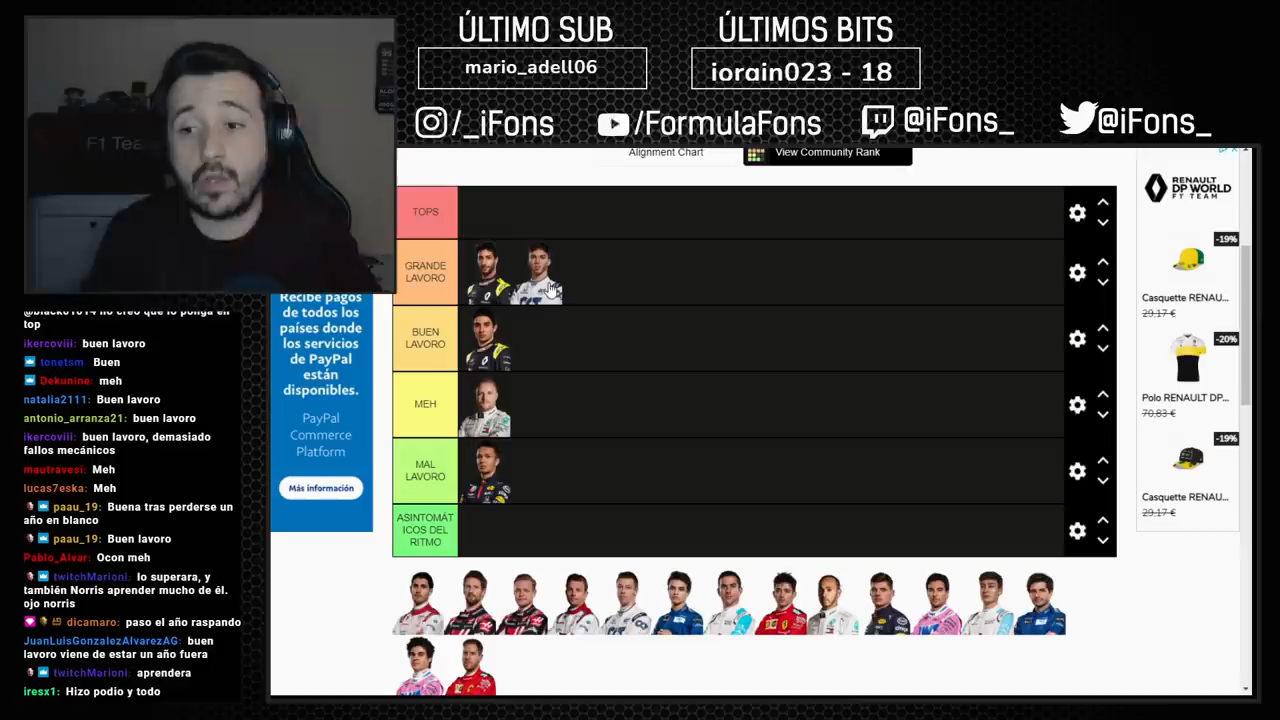 ÚLTIMO SUB
mario_adell06
ÚLTIMOS BITS
iorgin023 - 18
/_iFons
/FormulaFons
@iFons_
@iFons_
F1 Tea
Alignment Chart
View Community Rank
TOPS
GRANDE
LAVORO
BUEN
LAVORO
MEH
MAL
LAVORO
ASINTOMÁT
ICOS DEL
RITMO
RENAULT
DP WORLD
F1 TEAM
-19%
Casquette RENAU...
29,17 €
-20%
Polo RENAULT DP...
70,83 €
-19%
Casquette RENAU...
29,17 €
Recibe pagos
de todos los
países donde
los servicios
de PayPal
están
disponibles.
PayPal
Commerce
Platform
Más información
top
ikercoviii: buen lavoro
tonetsm: Buen
Dekunine: meh
natalia2111: Buen lavoro
antonio_arranza21: buen lavoro
ikercoviii: buen lavoro, demasiado
fallos mecánicos
mautravesi: Meh
lucas7eska: Meh
paau_19: Buena tras perderse un
año en blanco
paau_19: Buen lavoro
Pablo_Alvar: Ocon meh
twitchMarioni: lo superara, y
también Norris aprender mucho de él.
ojo norris
dicamaro: paso el año raspando
JuanLuisGonzalezAlvarezAG: buen
lavoro viene de estar un año fuera
twitchMarioni: aprendera
iresx1: Hizo podio y todo